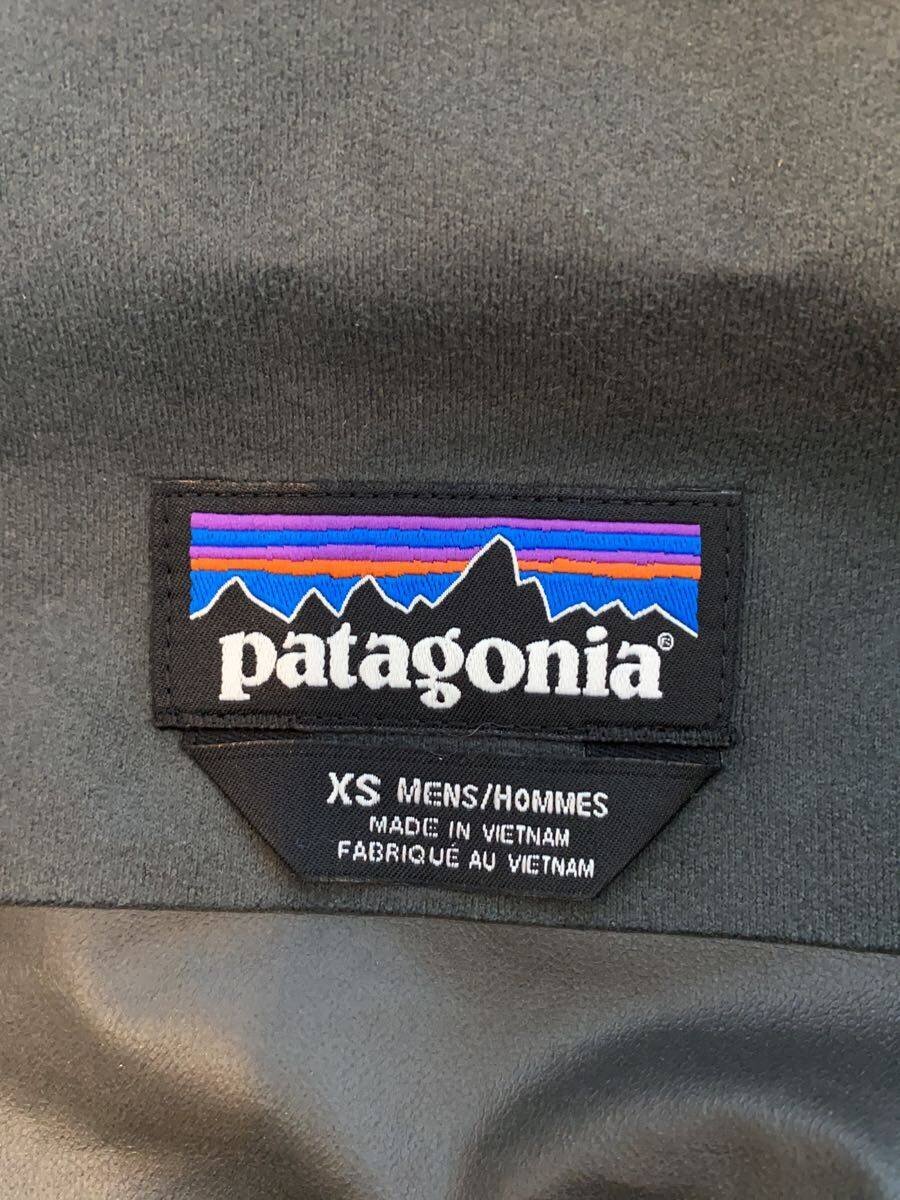 patagonia®
XS MENS/HOMMES
MADE IN VIETNAM
FABRIQUÉ AU VIETNAM